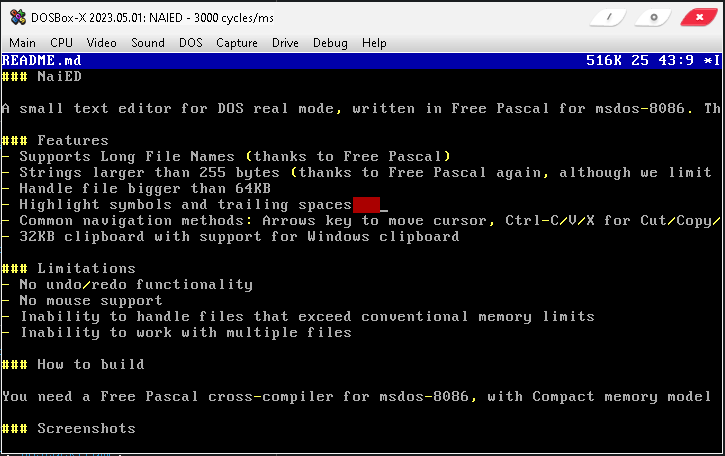 DOSBox-X 2023.05.01: NAIED - 3000 cycles/ms
Main CPU Video Sound DOS Capture Drive Debug Help
README.md 516K 25 43:9 *I
### NaiED
A small text editor for DOS real mode, written in Free Pascal for msdos-8086. Th
### Features
- Supports Long File Names (thanks to Free Pascal)
- Strings larger than 255 bytes (thanks to Free Pascal again, although we limit
- Handle file bigger than 64KB
- Highlight symbols and trailing spaces
- Common navigation methods: Arrows key to move cursor, Ctrl-C/V/X for Cut/Copy/
- 32KB clipboard with support for Windows clipboard
### Limitations
- No undo/redo functionality
- No mouse support
- Inability to handle files that exceed conventional memory limits
- Inability to work with multiple files
### How to build
You need a Free Pascal cross-compiler for msdos-8086, with Compact memory model
### Screenshots